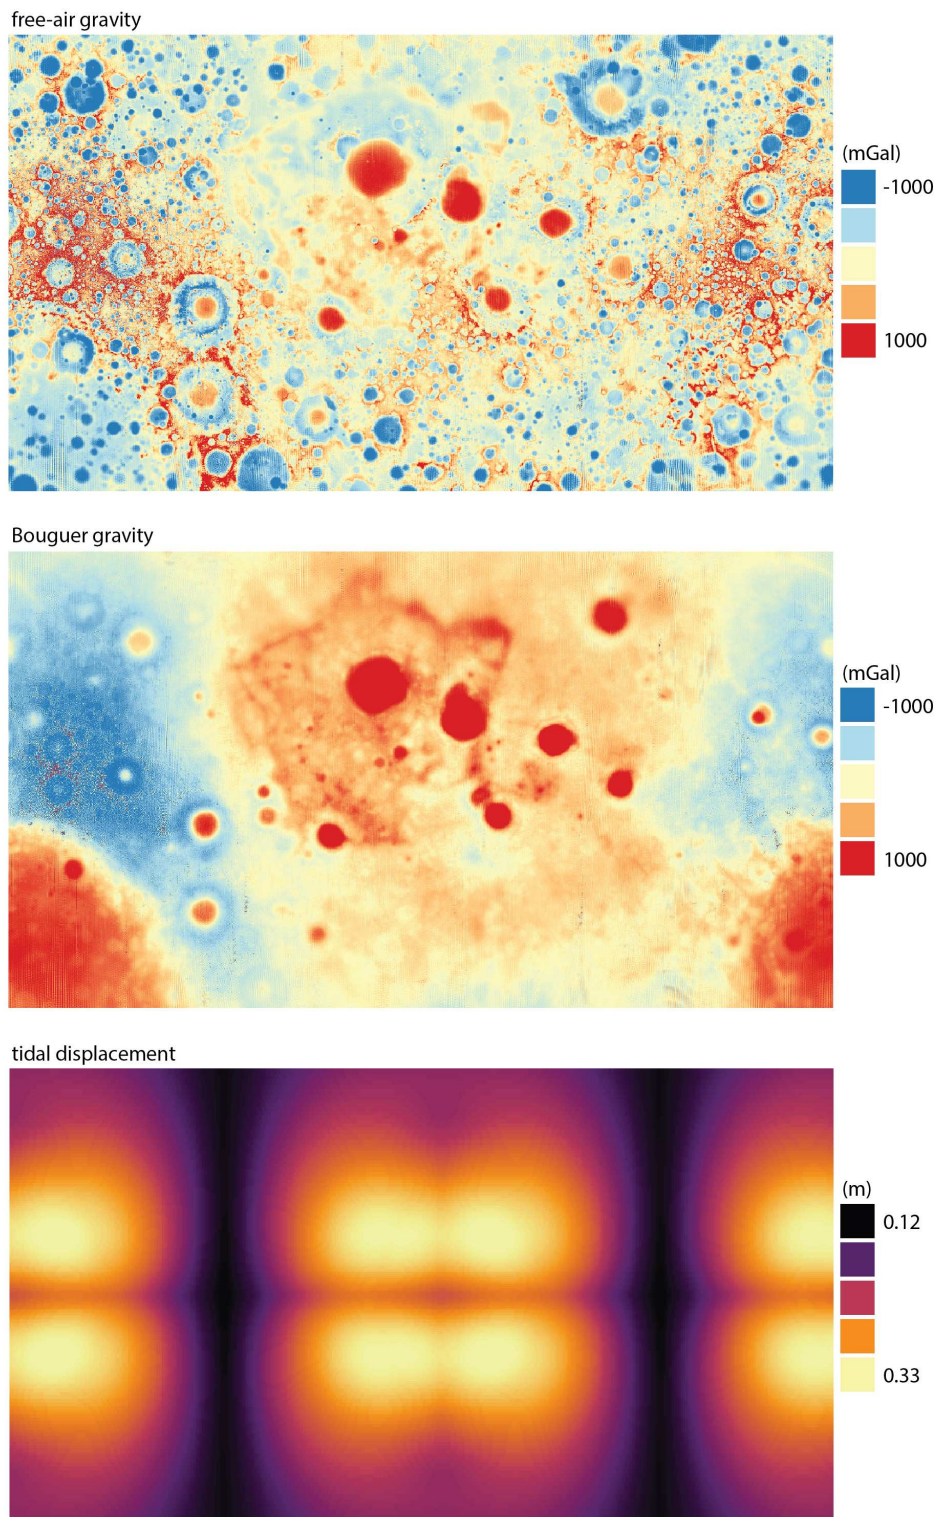 free-air gravity
(mGal)
-1000
1000
Bouguer gravity
(mGal)
-1000
1000
tidal displacement
(m)
0.12
0.33